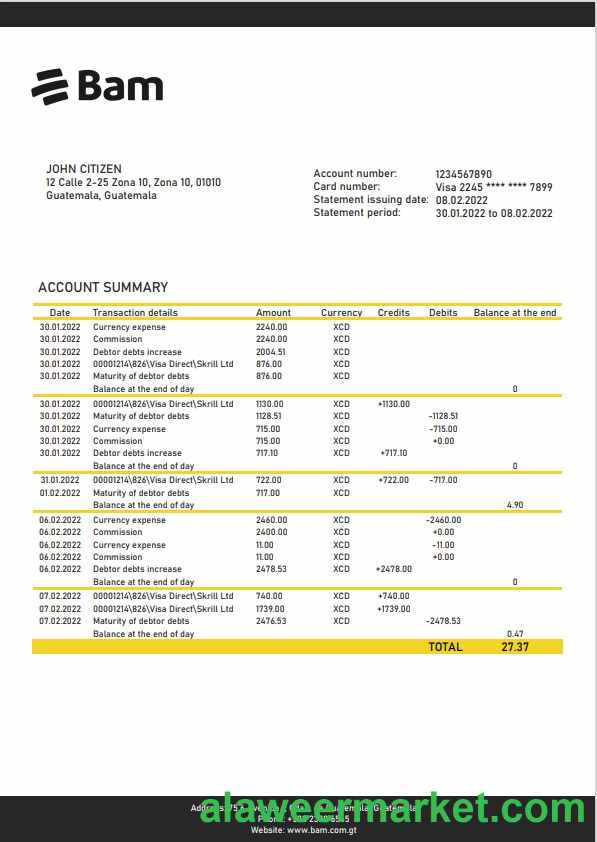 Bam
JOHN CITIZEN
12 Calle 2-25 Zona 10, Zona 10, 01010
Guatemala, Guatemala
Account number: 1234567890
Card number: Visa 2245 **** **** 7899
Statement issuing date: 08.02.2022
Statement period: 30.01.2022 to 08.02.2022
ACCOUNT SUMMARY
Date Transaction details Amount Currency Credits Debits Balance at the end
30.01.2022 Currency expense 2240.00 XCD
30.01.2022 Commission 2240.00 XCD
30.01.2022 Debtor debts increase 2004.51 XCD
30.01.2022 00001214\826\Visa Direct\Skrill Ltd 876.00 XCD
30.01.2022 Maturity of debtor debts 876.00 XCD
Balance at the end of day 0
30.01.2022 00001214\826\Visa Direct\Skrill Ltd 1130.00 XCD +1130.00
30.01.2022 Maturity of debtor debts 1128.51 XCD -1128.51
30.01.2022 Currency expense 715.00 XCD -715.00
30.01.2022 Commission 715.00 XCD +0.00
30.01.2022 Debtor debts increase 717.10 XCD +717.10
Balance at the end of day 0
31.01.2022 00001214\826\Visa Direct\Skrill Ltd 722.00 XCD +722.00 -717.00
01.02.2022 Maturity of debtor debts 717.00 XCD
Balance at the end of day 4.90
06.02.2022 Currency expense 2460.00 XCD -2460.00
06.02.2022 Commission 2400.00 XCD +0.00
06.02.2022 Currency expense 11.00 XCD -11.00
06.02.2022 Commission 11.00 XCD +0.00
06.02.2022 Debtor debts increase 2478.53 XCD +2478.00
Balance at the end of day 0
07.02.2022 00001214\826\Visa Direct\Skrill Ltd 740.00 XCD +740.00
07.02.2022 00001214\826\Visa Direct\Skrill Ltd 1739.00 XCD +1739.00
07.02.2022 Maturity of debtor debts 2476.53 XCD -2478.53
Balance at the end of day 0.47
TOTAL 27.37
alaweermarket.com
Website: www.bam.com.gt